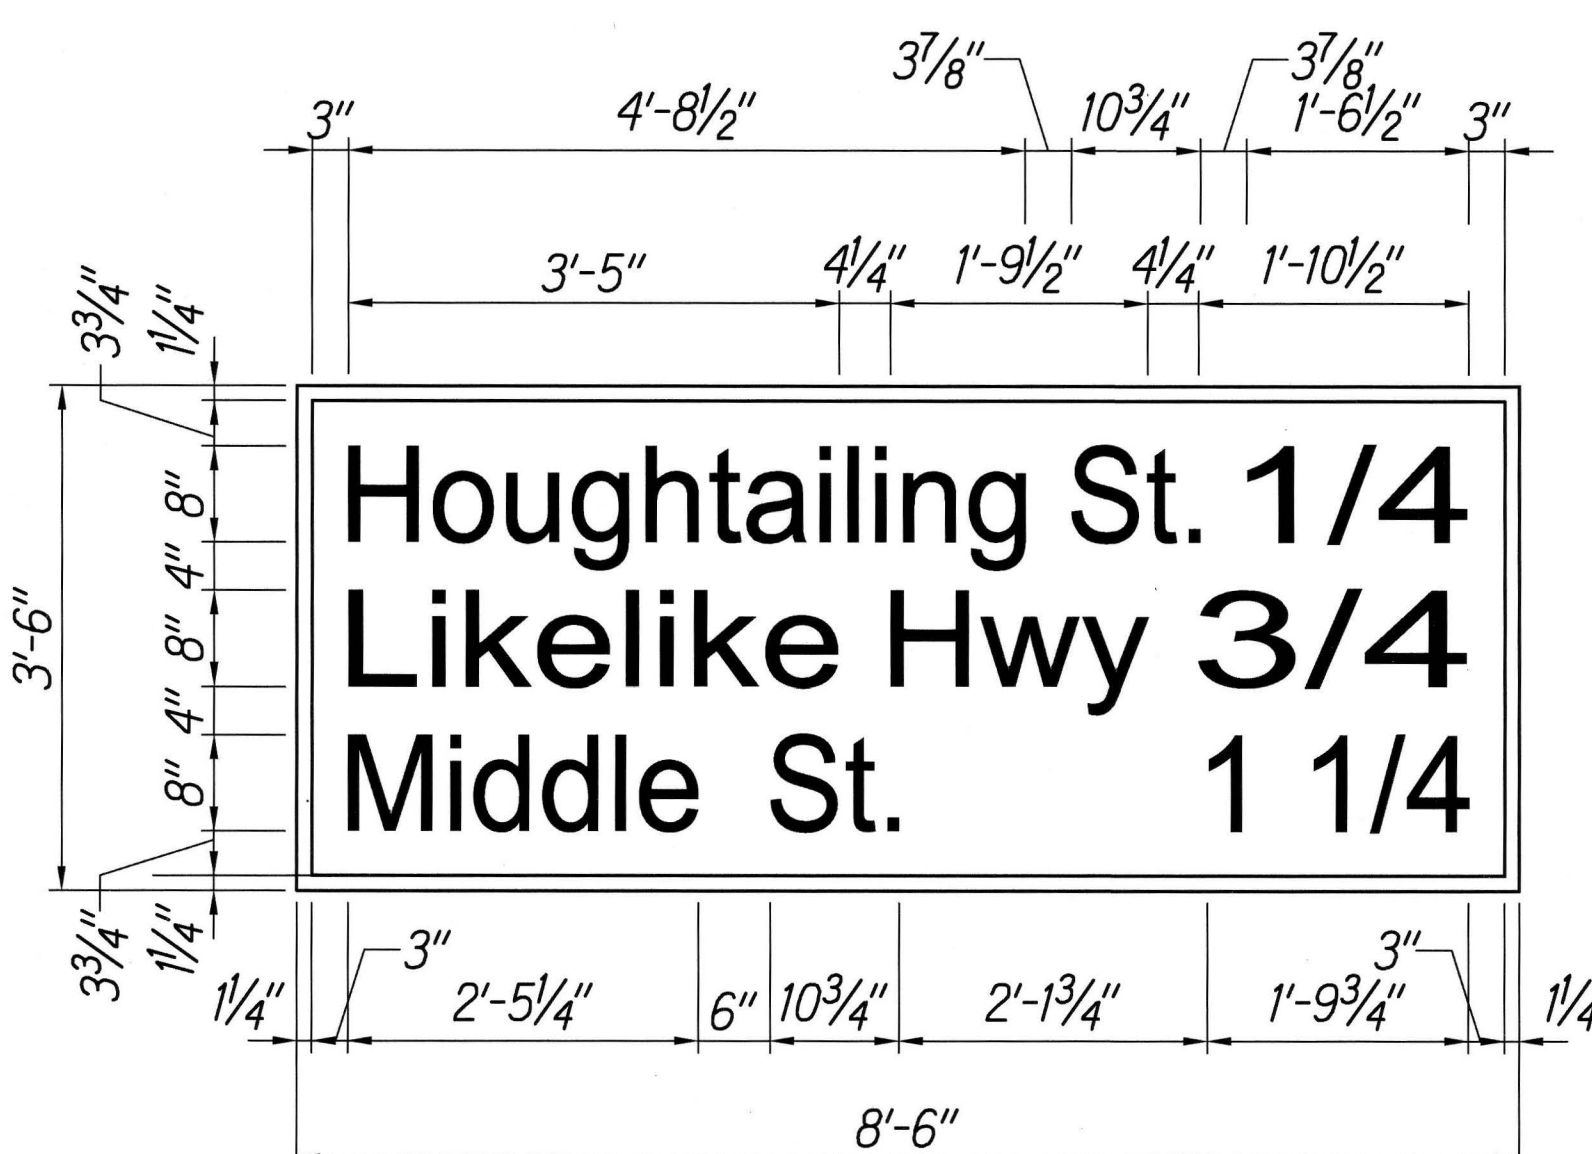 3⅞" 3⅞"
3" 4'-8½" 10¾" 1'-6½" 3"
3'-5" 4¼" 1'-9½" 4¼" 1'-10½"
3¾" 1¼"
Houghtailing St. 1/4
Likelike Hwy 3/4
Middle St. 1 1/4
8"
4"
3'-6" 8"
4"
8"
3¾" 1¼"
3" 3"
1¼" 2'-5¼" 6" 10¾" 2'-1¾" 1'-9¾" 1¼
8'-6"